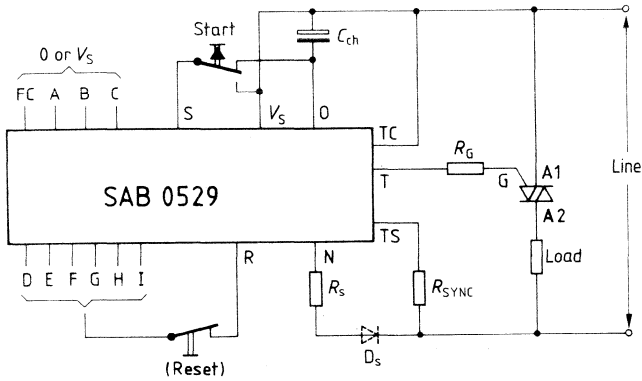 Start
C_ch
0 or V_S
FC A B C
S V_S 0
TC
R_G
T
G
A1
SAB 0529
A2
Line
TS
Load
R N
D E F G H I
R_s
R_SYNC
(Reset)
D_s